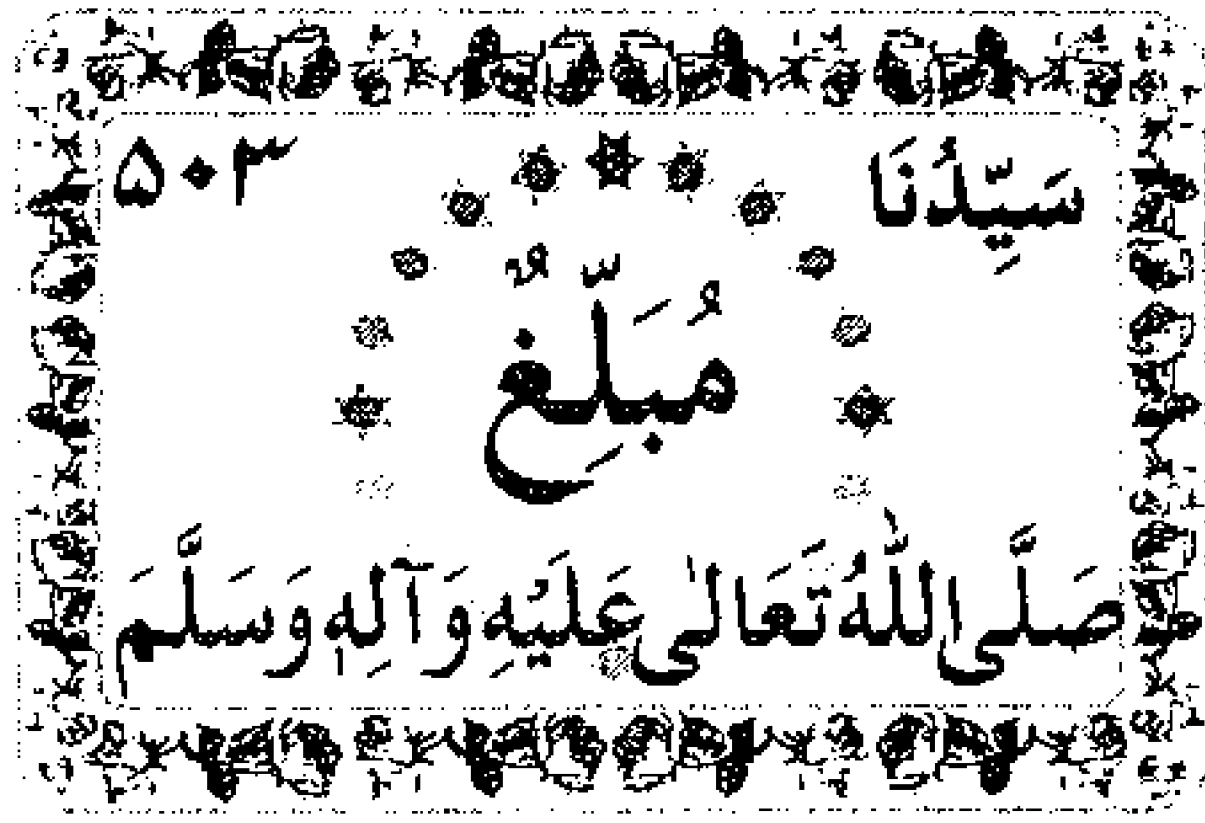 سَيِّدُنَا ۵۰۳
مُبَلِّغٌ
صَلَّى اللّٰهُ تَعَالٰى عَلَيْهِ وَآلِهٖ وَسَلَّمَ